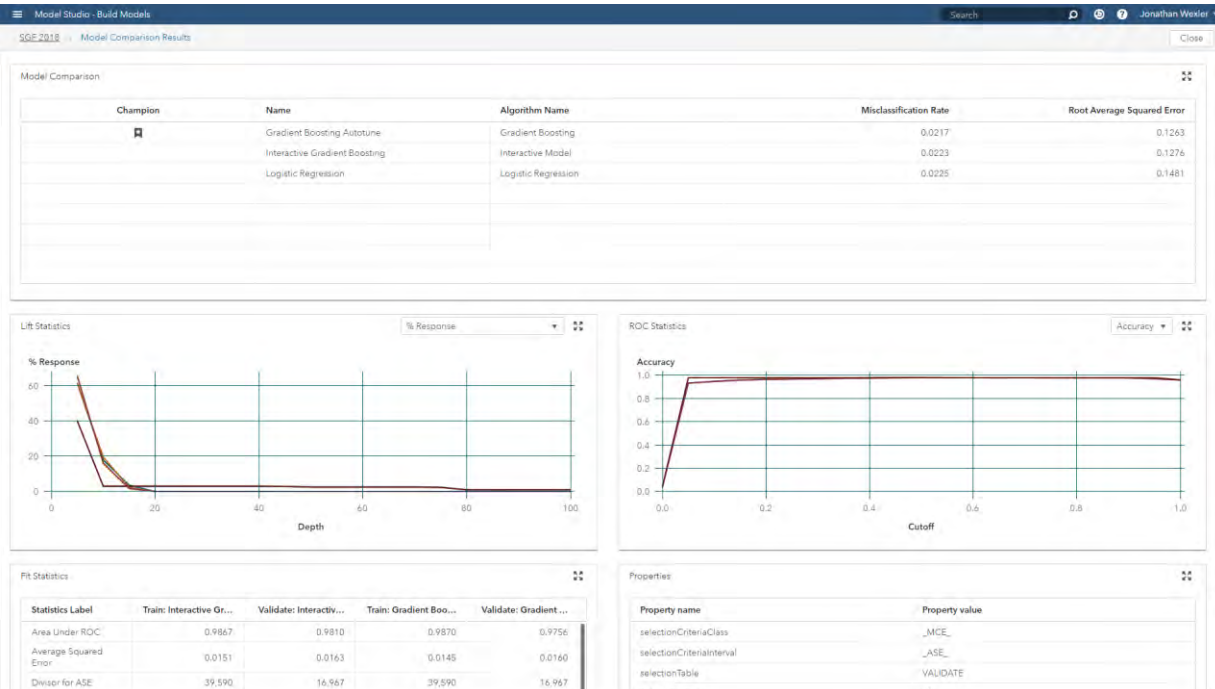 Model Studio - Build Models
Search
Jonathan Wexler
SGF 2018 Model Comparison Results
Close
Model Comparison
Champion Name Algorithm Name Misclassification Rate Root Average Squared Error
Gradient Boosting Autotune Gradient Boosting 0.0217 0.1263
Interactive Gradient Boosting Interactive Model 0.0223 0.1276
Logistic Regression Logistic Regression 0.0225 0.1481
Lift Statistics % Response
% Response
60
40
20
0
0 20 40 60 80 100
Depth
ROC Statistics Accuracy
Accuracy
1.0
0.8
0.6
0.4
0.2
0.0
0.0 0.2 0.4 0.6 0.8 1.0
Cutoff
Fit Statistics
Statistics Label Train: Interactive Gr... Validate: Interactiv... Train: Gradient Boo... Validate: Gradient ...
Area Under ROC 0.9867 0.9810 0.9870 0.9756
Average Squared
Error 0.0151 0.0163 0.0145 0.0160
Divisor for ASE 39,590 16,967 39,590 16,967
Properties
Property name Property value
selectionCriteriaClass _MCE_
selectionCriteriaInterval _ASE_
selectionTable VALIDATE